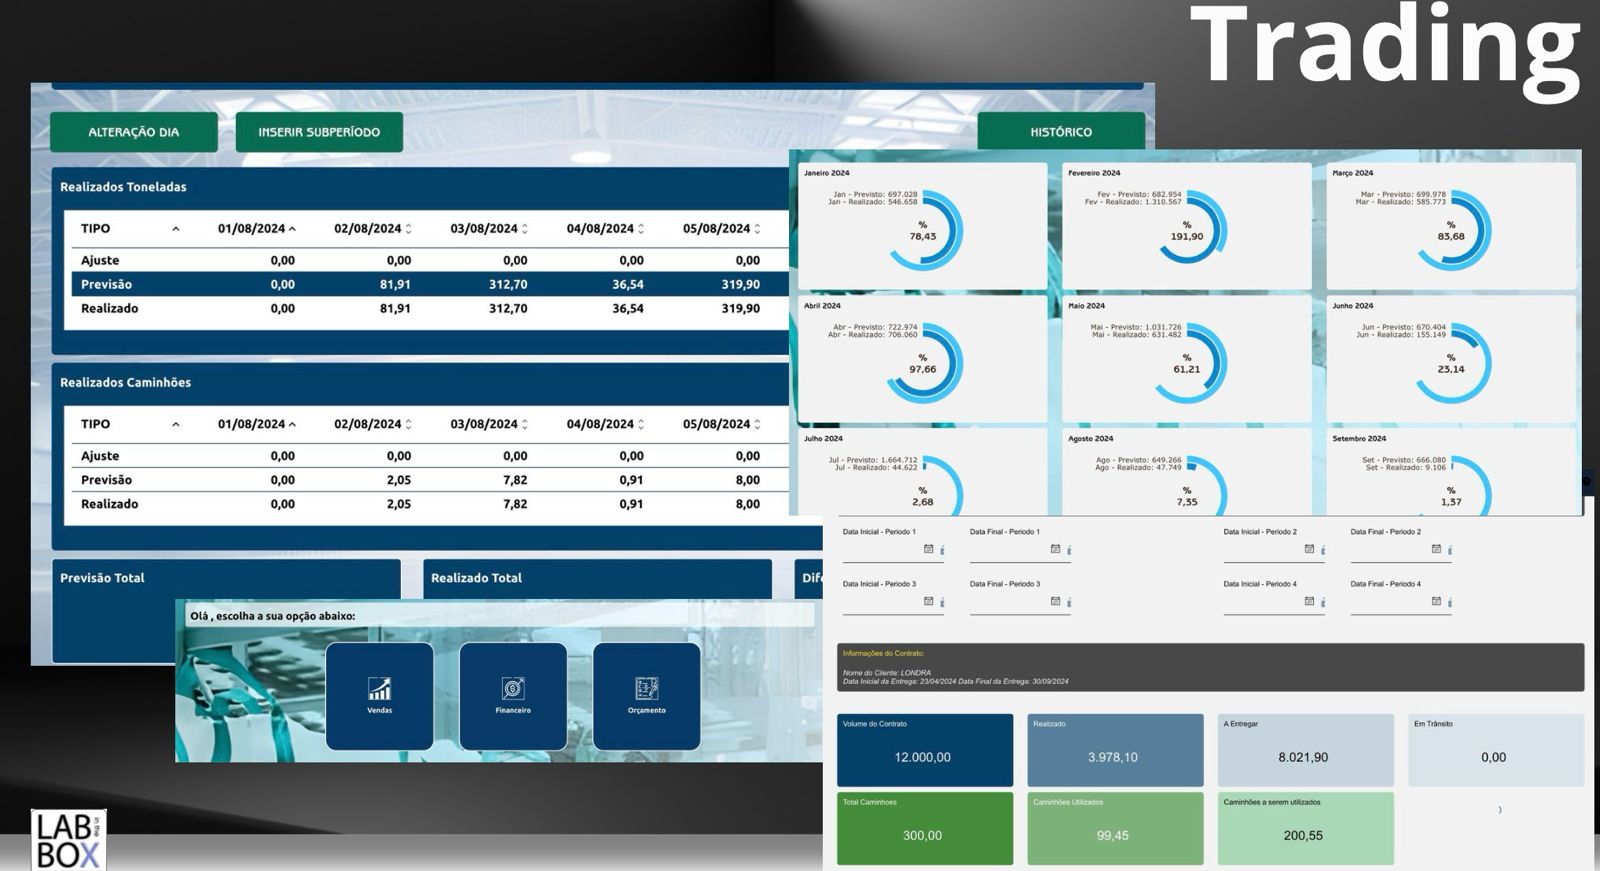 Trading
ALTERAÇÃO DIA
INSERIR SUBPERÍODO
HISTÓRICO
Realizados Toneladas
TIPO 01/08/2024 02/08/2024 03/08/2024 04/08/2024 05/08/2024
Ajuste 0,00 0,00 0,00 0,00 0,00
Previsão 0,00 81,91 312,70 36,54 319,90
Realizado 0,00 81,91 312,70 36,54 319,90
Realizados Caminhões
TIPO 01/08/2024 02/08/2024 03/08/2024 04/08/2024 05/08/2024
Ajuste 0,00 0,00 0,00 0,00 0,00
Previsão 0,00 2,05 7,82 0,91 8,00
Realizado 0,00 2,05 7,82 0,91 8,00
Previsão Total
Realizado Total
Janeiro 2024
Jan - Previsto: 697.028
Jan - Realizado: 546.658
%
78,43
Fevereiro 2024
Fev - Previsto: 682.954
Fev - Realizado: 1.310.567
%
191,90
Março 2024
Mar - Previsto: 699.978
Mar - Realizado: 585.773
%
83,68
Abril 2024
Abr - Previsto: 722.974
Abr - Realizado: 706.060
%
97,66
Maio 2024
Mai - Previsto: 1.031.726
Mai - Realizado: 631.482
%
61,21
Junho 2024
Jun - Previsto: 670.404
Jun - Realizado: 155.149
%
23,14
Julho 2024
Jul - Previsto: 1.664.712
Jul - Realizado: 44.622
%
2,68
Agosto 2024
Ago - Previsto: 649.266
Ago - Realizado: 47.749
%
7,35
Setembro 2024
Set - Previsto: 666.080
Set - Realizado: 9.106
%
1,37
Olá , escolha a sua opção abaixo:
Vendas
Financeiro
Orçamento
Data Inicial - Periodo 1
Data Final - Periodo 1
Data Inicial - Periodo 2
Data Final - Periodo 2
Data Inicial - Periodo 3
Data Final - Periodo 3
Data Inicial - Periodo 4
Data Final - Periodo 4
Informações do Contrato:
Nome do Cliente: LONDRA
Data Inicial da Entrega: 23/04/2024 Data Final da Entrega: 30/09/2024
Volume do Contrato
12.000,00
Realizado
3.978,10
A Entregar
8.021,90
Em Trânsito
0,00
Total Caminhoes
300,00
Caminhões Utilizados
99,45
Caminhões a serem utilizados
200,55
LAB in the
BOX